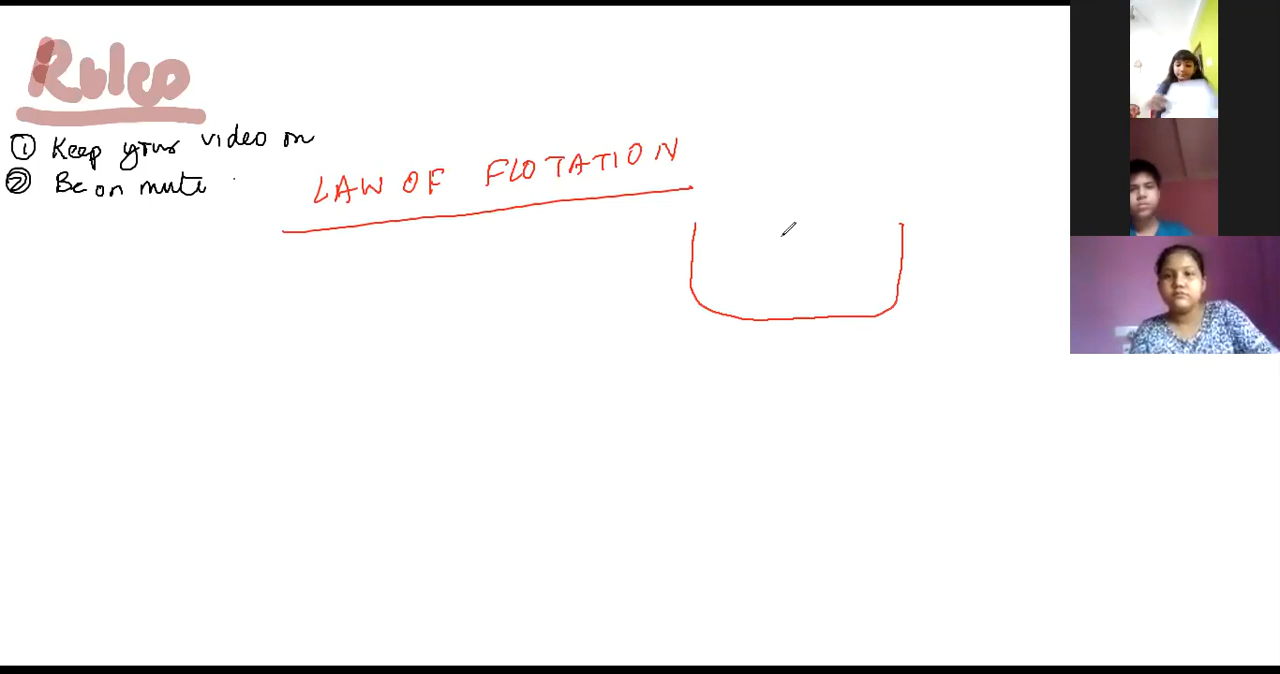 Rules
① Keep your video on
② Be on mute
LAW OF FLOTATION